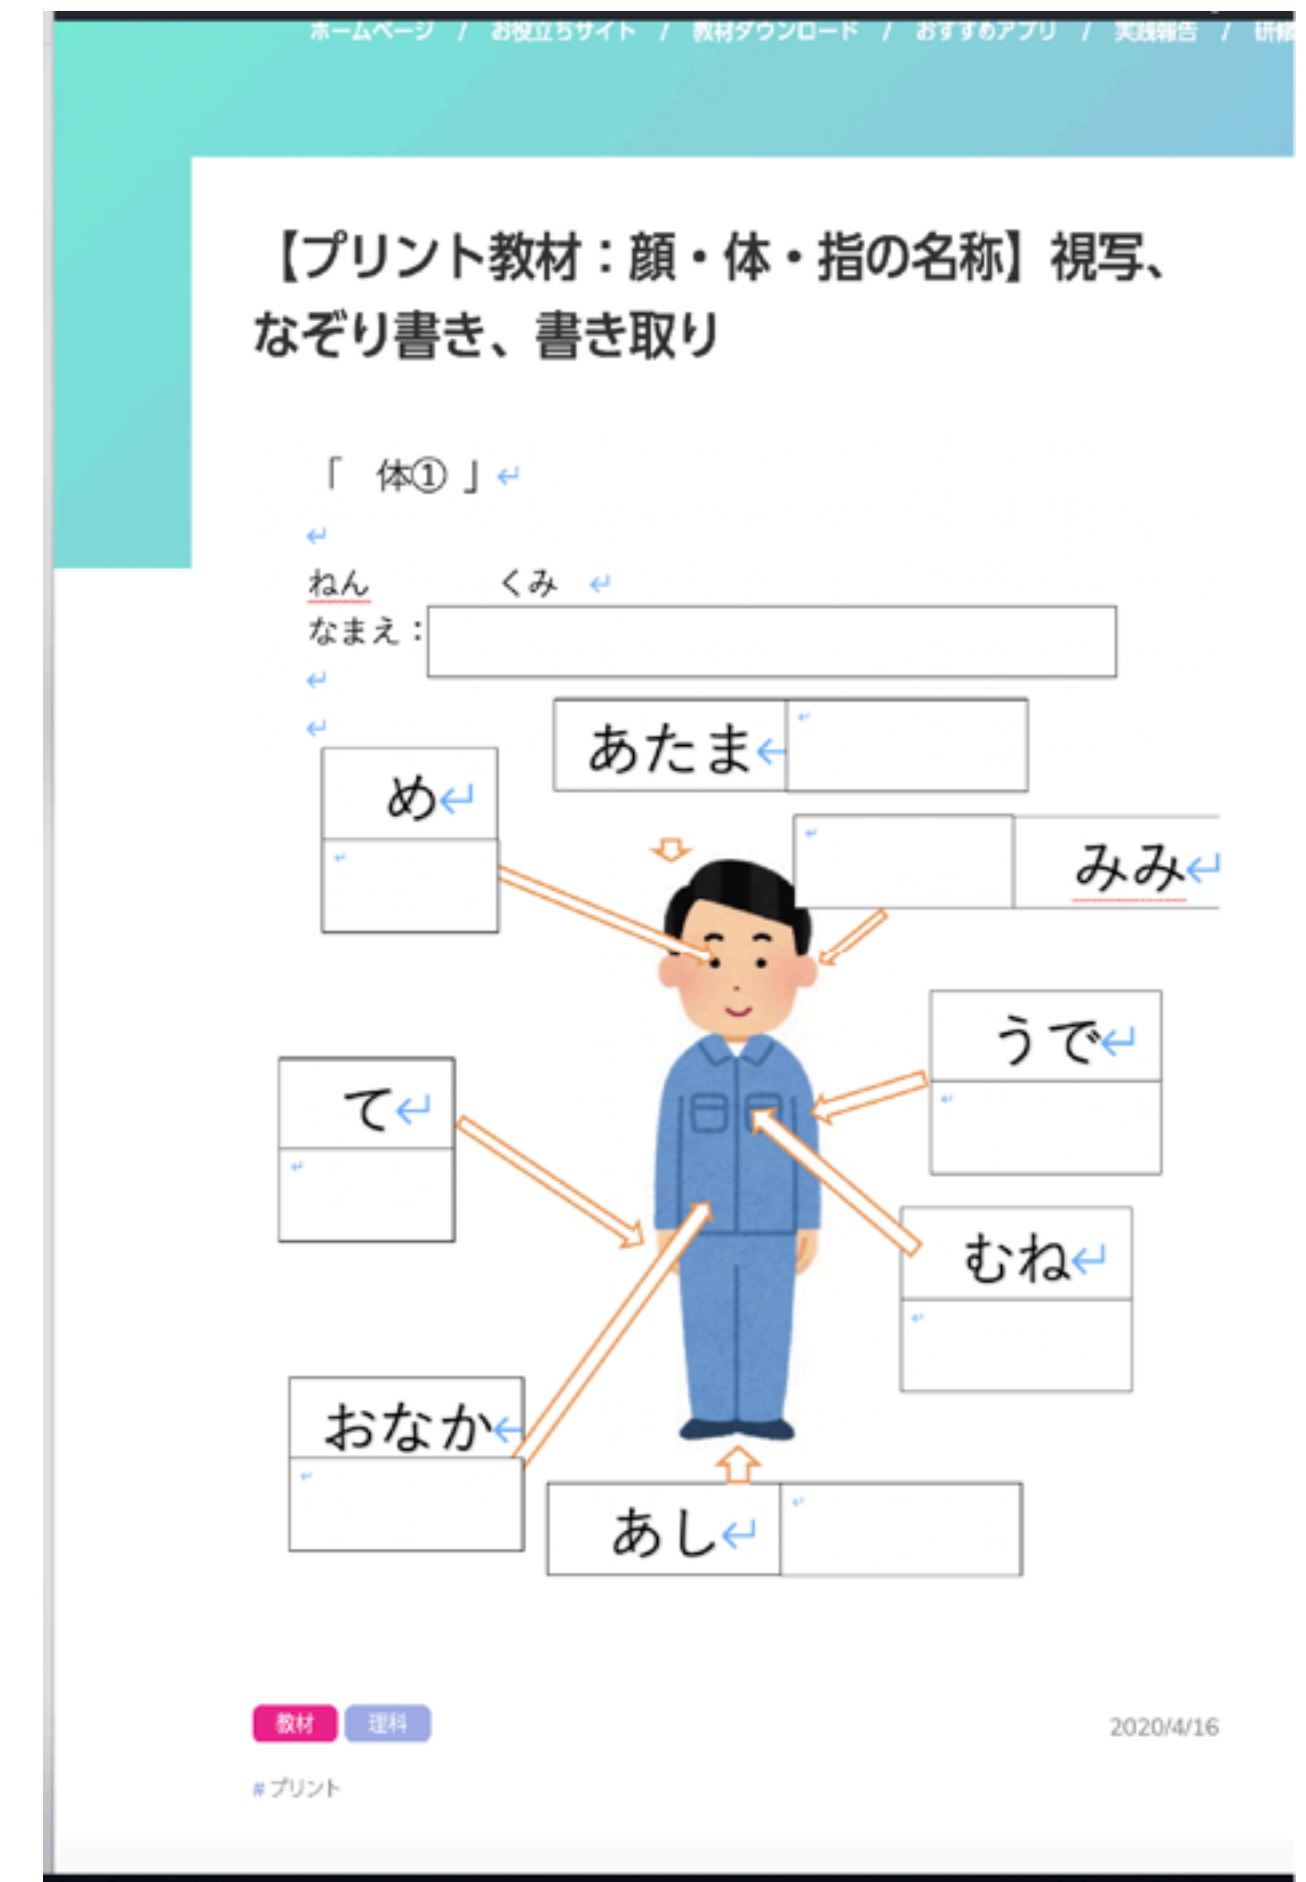 ホームページ / お役立ちサイト / 教材ダウンロード / おすすめアプリ / 実践報告 / 研修
【プリント教材：顔・体・指の名称】視写、
なぞり書き、書き取り
「　体①　」
ねん　くみ
なまえ：
あたま
め
みみ
うで
て
むね
おなか
あし
教材 理科
2020/4/16
#プリント